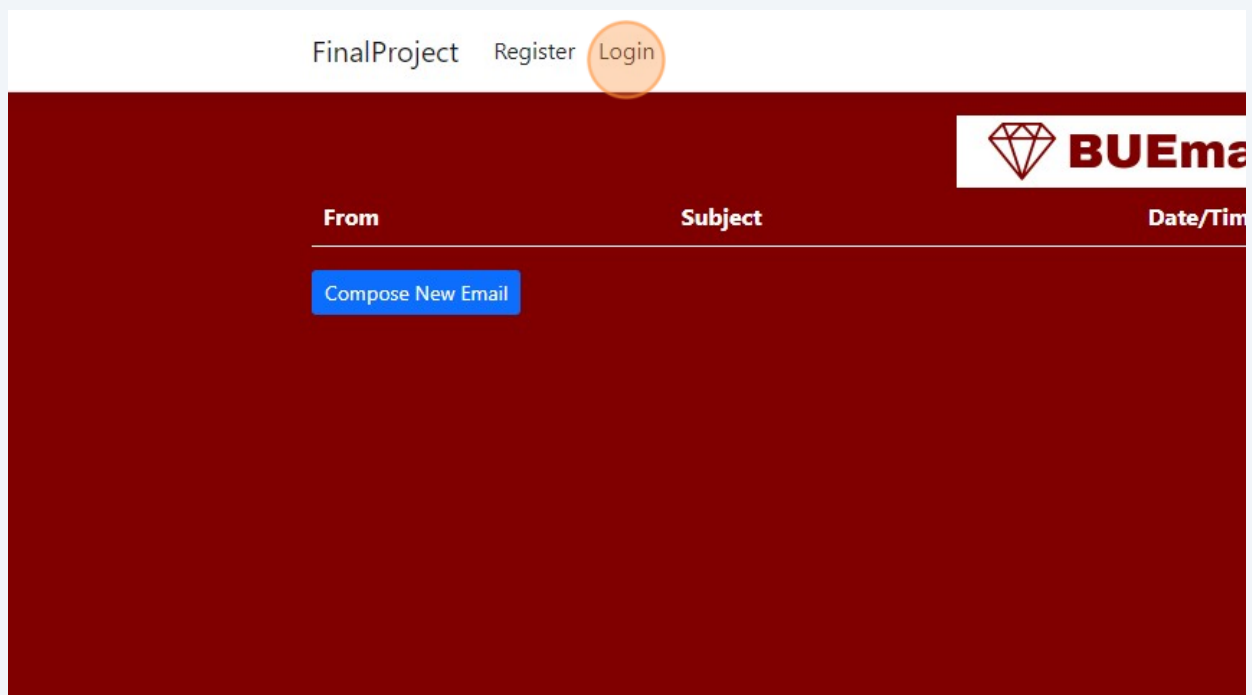 FinalProject Register Login
BUEma
From Subject Date/Tim
Compose New Email